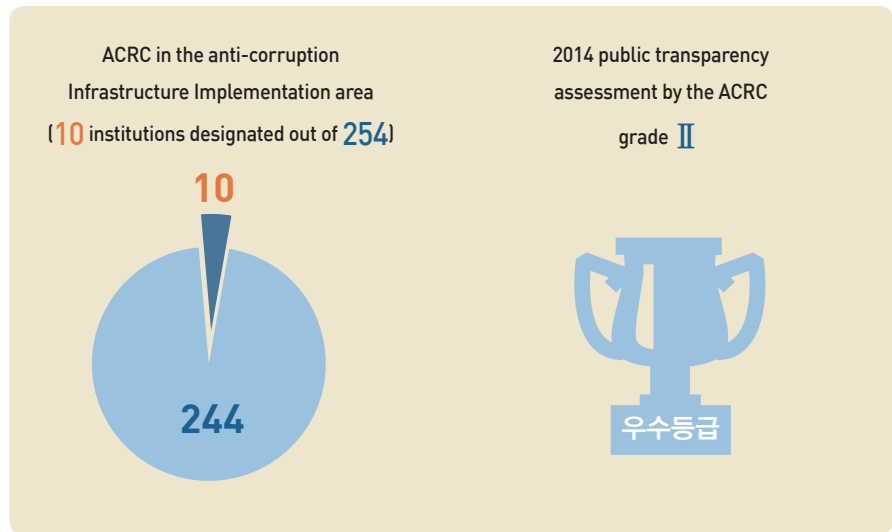 ACRC in the anti-corruption
Infrastructure Implementation area
(10 institutions designated out of 254)
10
244
2014 public transparency
assessment by the ACRC
grade Ⅱ
우수등급